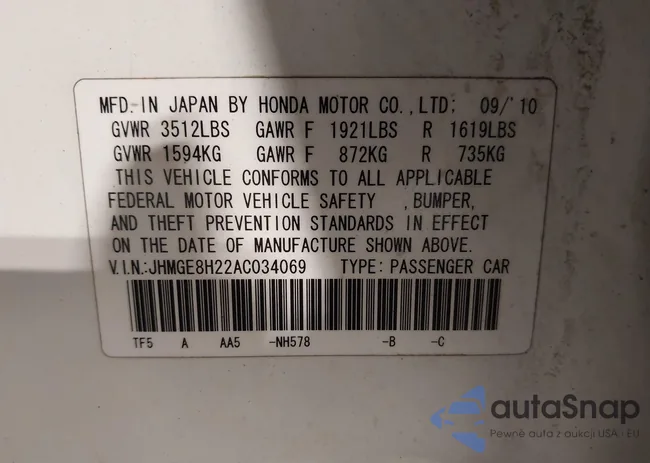 MFD. IN JAPAN BY HONDA MOTOR CO.,LTD; 09/'10
GVWR 3512LBS GAWR F 1921LBS R 1619LBS
GVWR 1594KG GAWR F 872KG R 735KG
THIS VEHICLE CONFORMS TO ALL APPLICABLE
FEDERAL MOTOR VEHICLE SAFETY ,BUMPER,
AND THEFT PREVENTION STANDARDS IN EFFECT
ON THE DATE OF MANUFACTURE SHOWN ABOVE.
V.I.N.:JHMGE8H22AC034069 TYPE: PASSENGER CAR
TF5 A AA5 -NH578 -B -C
autaSnap
Pewne auta z aukcji USA - EU